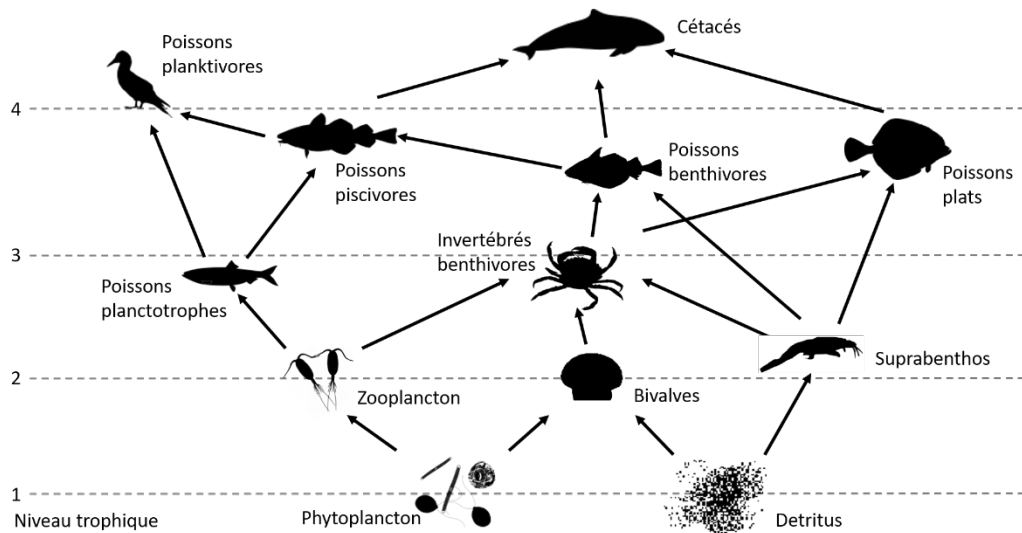 Poissons
planktivores
Cétacés
4
Poissons
piscivores
Poissons
benthivores
Poissons
plats
3
Invertébrés
benthivores
Poissons
planctotrophes
Suprabenthos
2
Zooplancton
Bivalves
1
Niveau trophique
Phytoplancton
Detritus